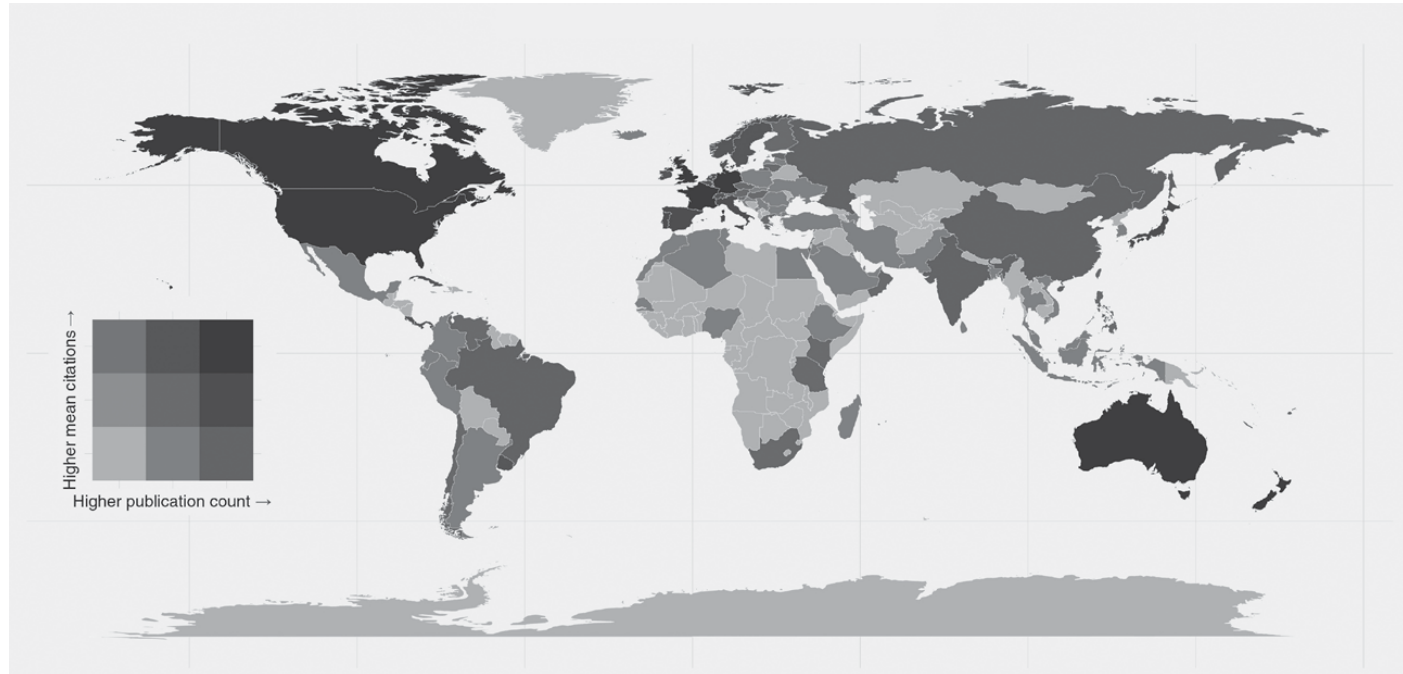 Higher mean citations →
Higher publication count →